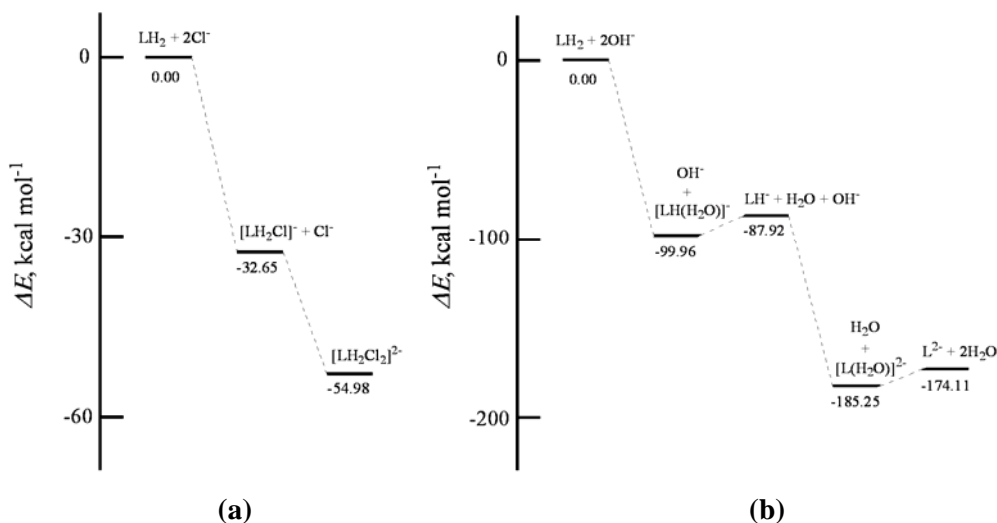 LH₂ + 2Cl⁻
0
0.00
[LH₂Cl]⁻ + Cl⁻
-30
-32.65
[LH₂Cl₂]²⁻
-54.98
-60
ΔE, kcal mol⁻¹
(a)
LH₂ + 2OH⁻
0
0.00
OH⁻
+
[LH(H₂O)]⁻
-99.96
LH⁻ + H₂O + OH⁻
-87.92
-100
H₂O
+
[L(H₂O)]²⁻
-185.25
L²⁻ + 2H₂O
-174.11
-200
ΔE, kcal mol⁻¹
(b)